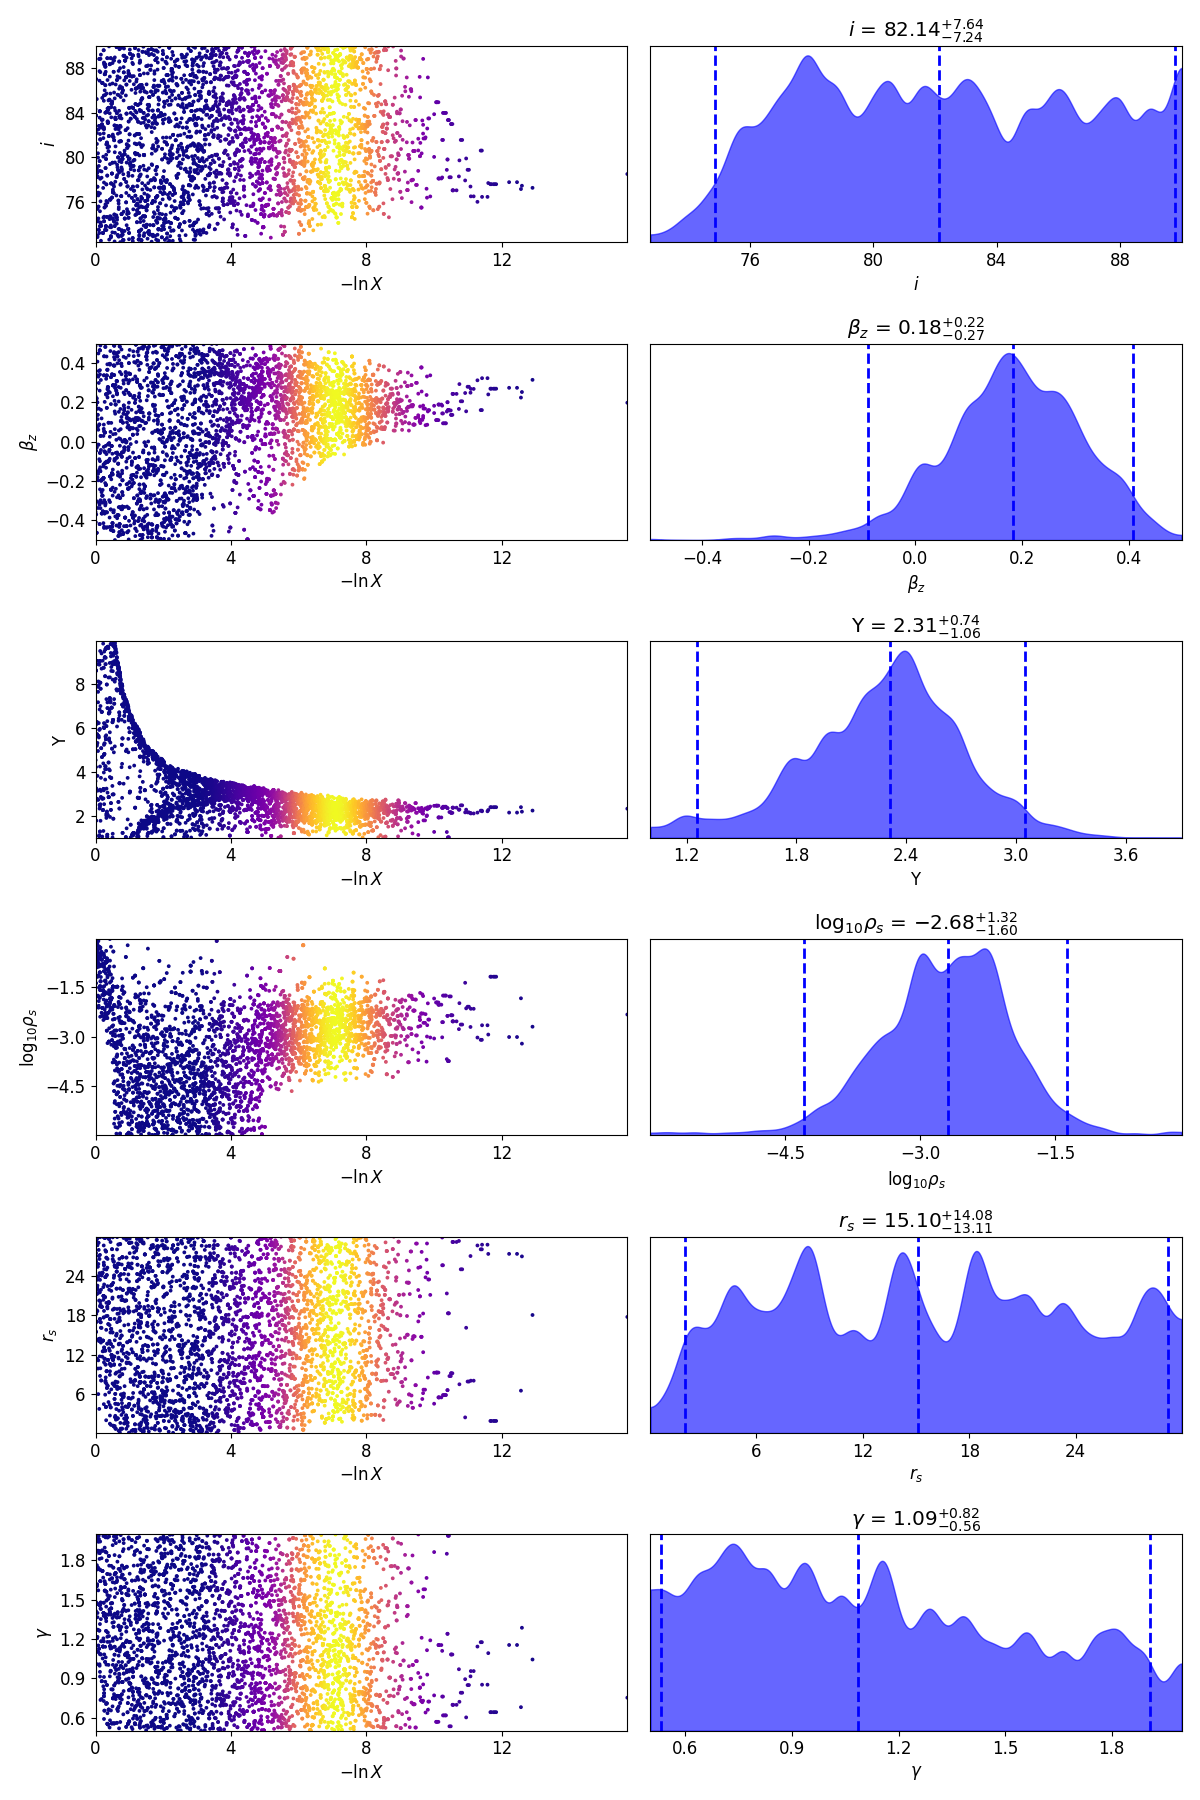 i = 82.14+7.64−7.24
88
84
80
76
i
0 4 8 12
−ln X
76 80 84 88
i
βz = 0.18+0.22−0.27
0.4
0.2
0.0
−0.2
−0.4
βz
0 4 8 12
−ln X
−0.4 −0.2 0.0 0.2 0.4
βz
Y = 2.31+0.74−1.06
8
6
4
2
Y
0 4 8 12
−ln X
1.2 1.8 2.4 3.0 3.6
Y
log10ρs = −2.68+1.32−1.60
−1.5
−3.0
−4.5
log10ρs
0 4 8 12
−ln X
−4.5 −3.0 −1.5
log10ρs
rs = 15.10+14.08−13.11
24
18
12
6
rs
0 4 8 12
−ln X
6 12 18 24
rs
γ = 1.09+0.82−0.56
1.8
1.5
1.2
0.9
0.6
γ
0 4 8 12
−ln X
0.6 0.9 1.2 1.5 1.8
γ